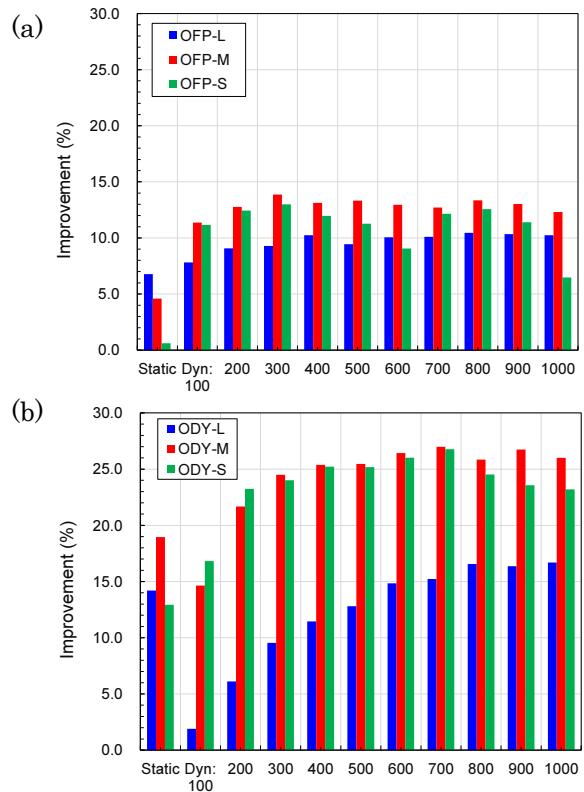 (a)
30.0
25.0
20.0
15.0
10.0
5.0
0.0
Improvement (%)
OFP-L
OFP-M
OFP-S
Static Dyn: 200 300 400 500 600 700 800 900 1000
100
(b)
30.0
25.0
20.0
15.0
10.0
5.0
0.0
Improvement (%)
ODY-L
ODY-M
ODY-S
Static Dyn: 200 300 400 500 600 700 800 900 1000
100